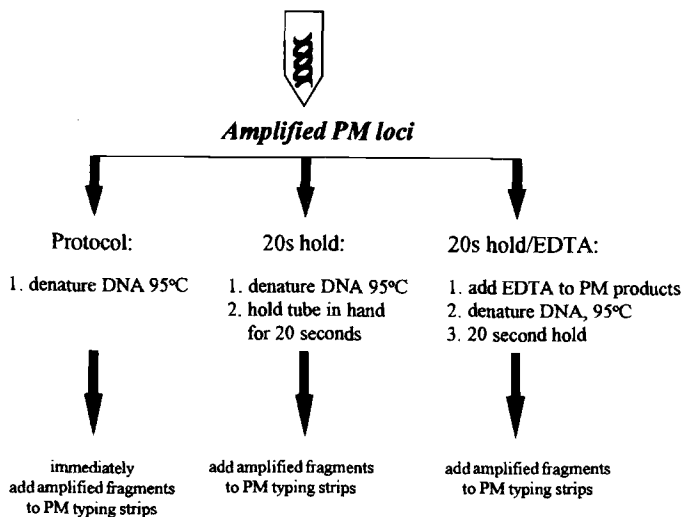 Amplified PM loci
Protocol:
1. denature DNA 95ºC
immediately
add amplified fragments
to PM typing strips
20s hold:
1. denature DNA 95ºC
2. hold tube in hand
for 20 seconds
add amplified fragments
to PM typing strips
20s hold/EDTA:
1. add EDTA to PM products
2. denature DNA, 95ºC
3. 20 second hold
add amplified fragments
to PM typing strips